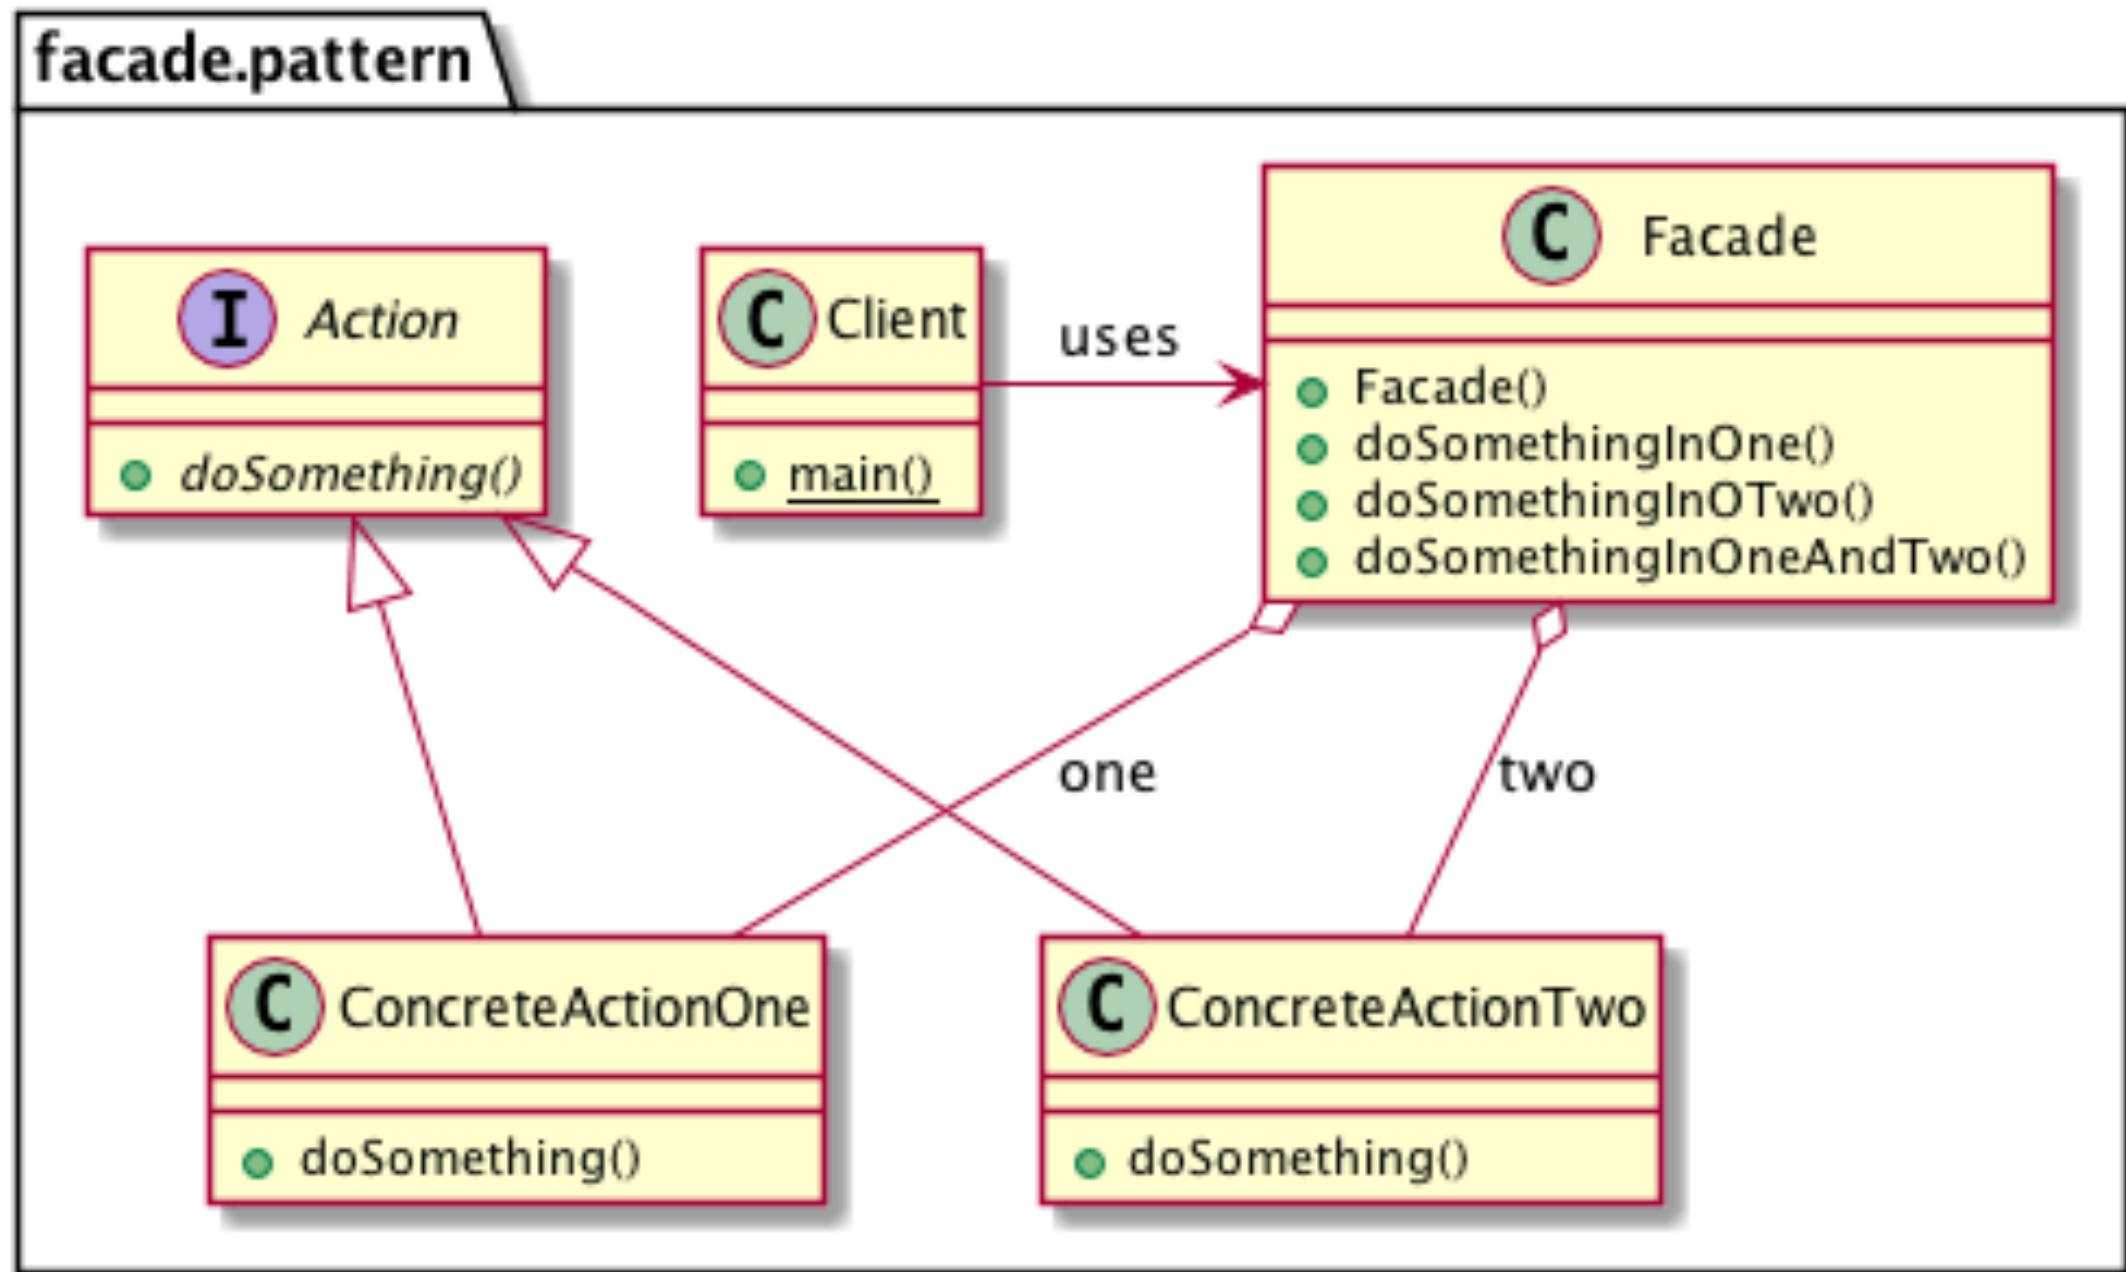 facade.pattern
I Action
doSomething()
C Client
main()
uses
C Facade
Facade()
doSomethingInOne()
doSomethingInOTwo()
doSomethingInOneAndTwo()
one
two
C ConcreteActionOne
doSomething()
C ConcreteActionTwo
doSomething()